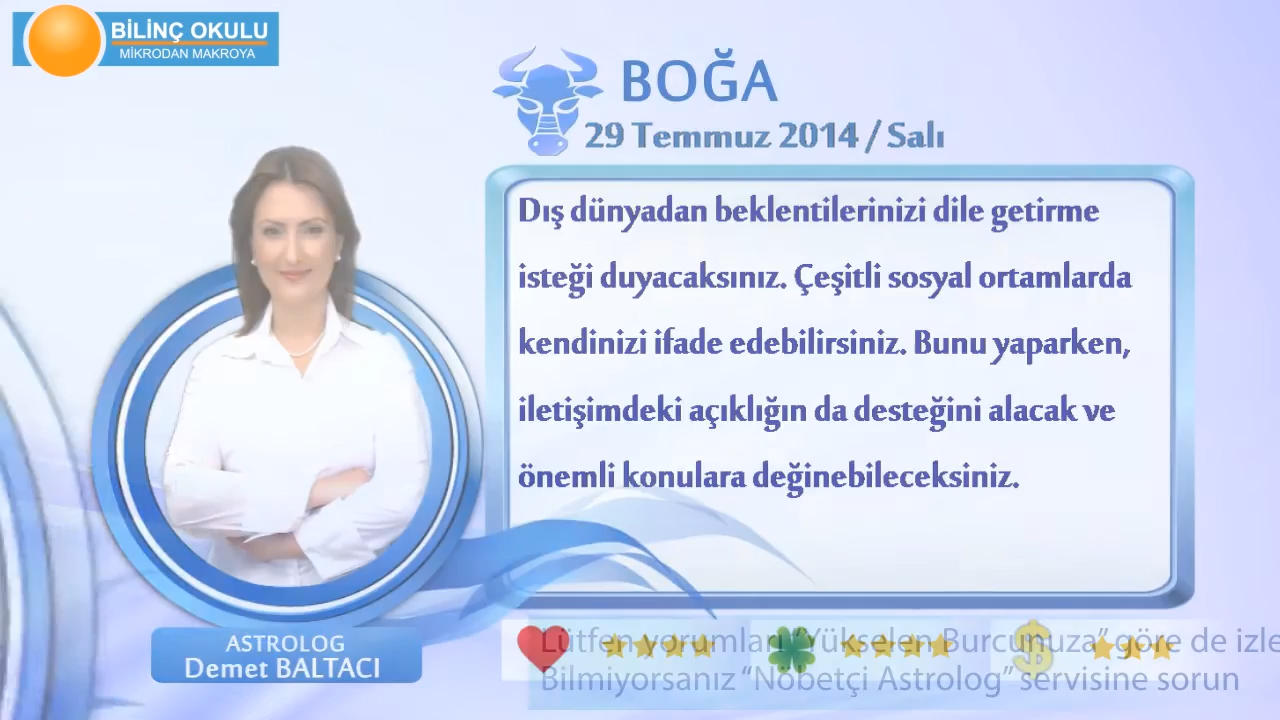 BİLİNÇ OKULU
MİKRODAN MAKROYA
BOĞA
29 Temmuz 2014 / Salı
Dış dünyadan beklentilerinizi dile getirme
isteği duyacaksınız. Çeşitli sosyal ortamlarda
kendinizi ifade edebilirsiniz. Bunu yaparken,
iletişimdeki açıklığın da desteğini alacak ve
önemli konulara değinebileceksiniz.
ASTROLOG
Demet BALTACI
Lütfen yorumları "Yükselen Burcunuza" göre de izle
Bilmiyorsanız "Nöbetçi Astrolog" servisine sorun